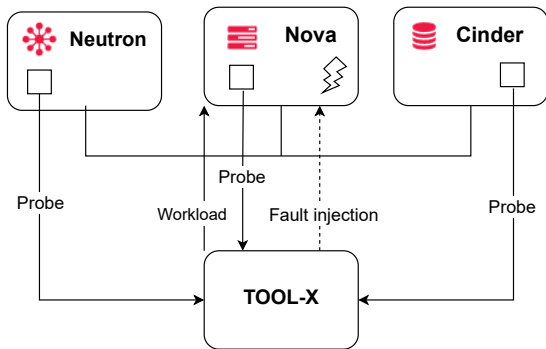 Neutron
Nova
Cinder
Probe
Probe
Probe
Workload
Fault injection
TOOL-X